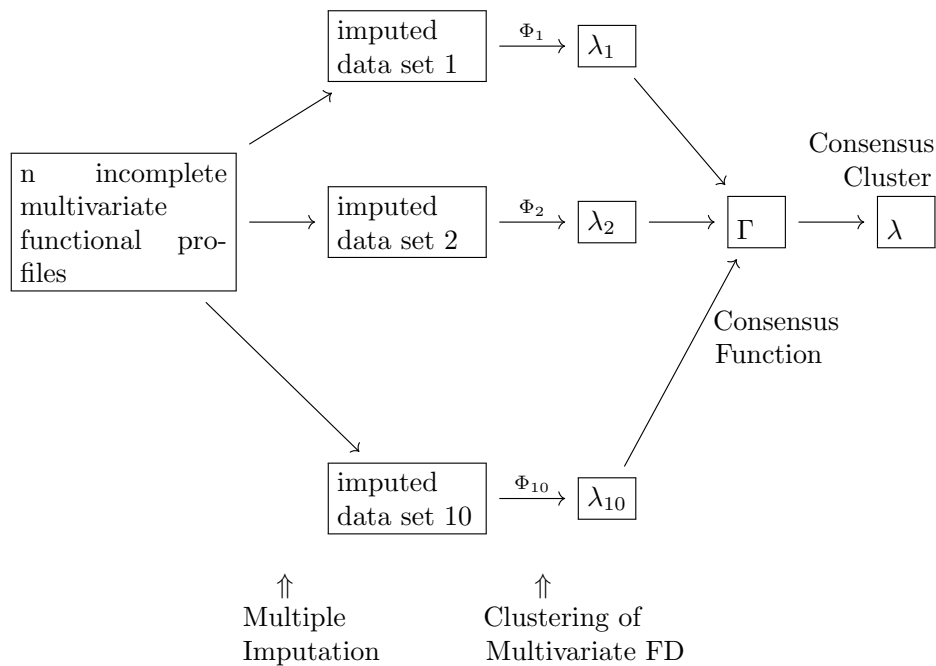 n incomplete
multivariate
functional pro-
files
imputed
data set 1
Φ₁
λ₁
imputed
data set 2
Φ₂
λ₂
imputed
data set 10
Φ₁₀
λ₁₀
Γ
Consensus
Function
Consensus
Cluster
λ
⇑
Multiple
Imputation
⇑
Clustering of
Multivariate FD